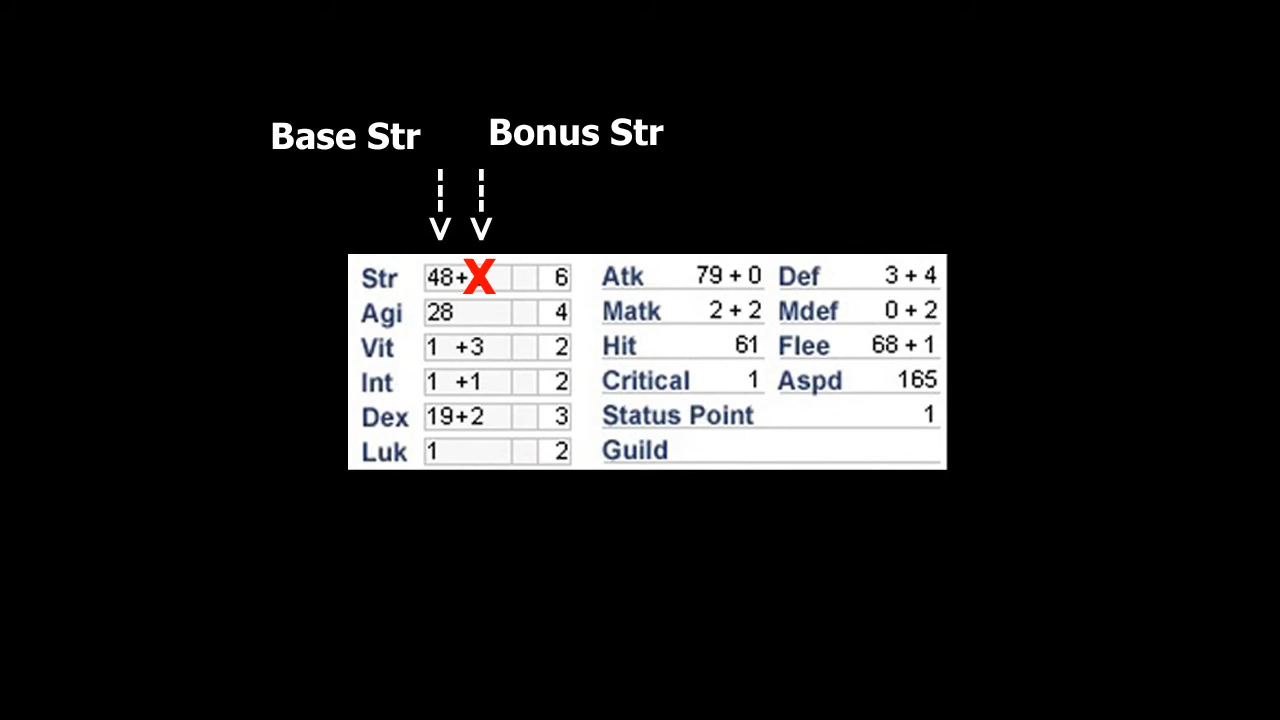 Base Str Bonus Str
Str 48+X 6 Atk 79 + 0 Def 3 + 4
Agi 28 4 Matk 2 + 2 Mdef 0 + 2
Vit 1 +3 2 Hit 61 Flee 68 + 1
Int 1 +1 2 Critical 1 Aspd 165
Dex 19+2 3 Status Point 1
Luk 1 2 Guild